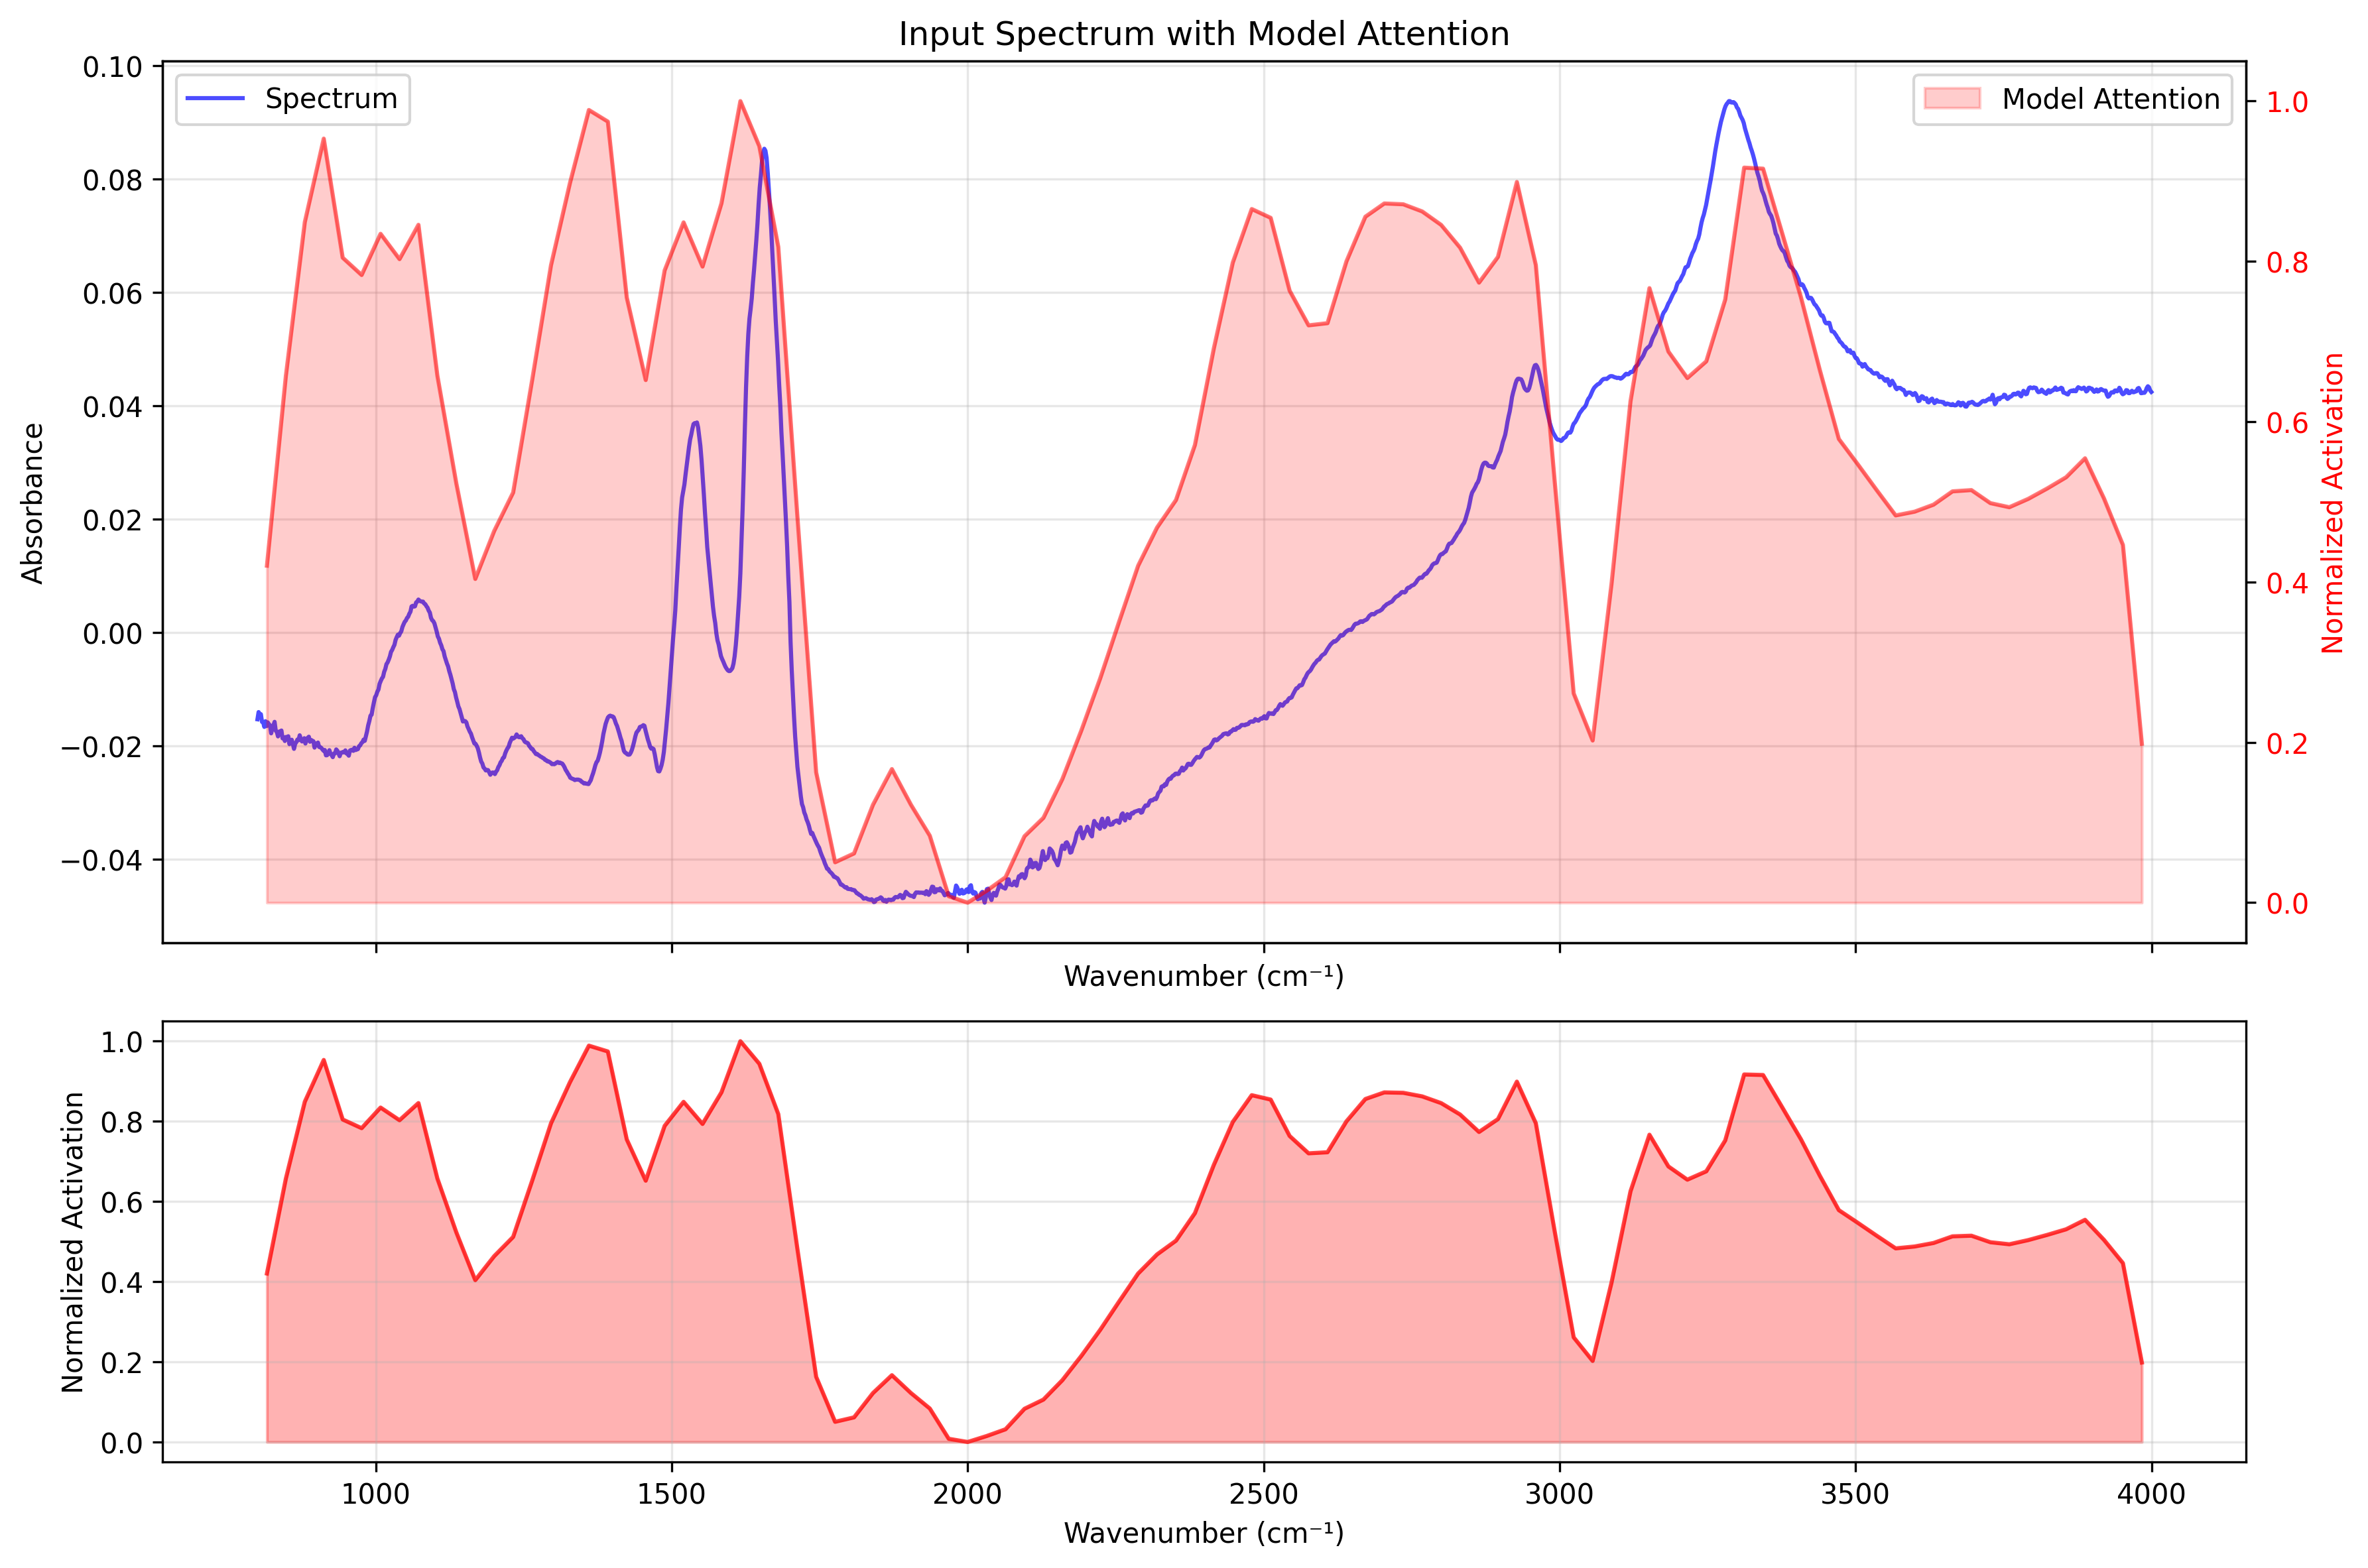 Input Spectrum with Model Attention
Spectrum
Model Attention
Absorbance
0.10
0.08
0.06
0.04
0.02
0.00
−0.02
−0.04
1.0
0.8
0.6
0.4
0.2
0.0
Normalized Activation
Wavenumber (cm⁻¹)
Normalized Activation
1.0
0.8
0.6
0.4
0.2
0.0
1000 1500 2000 2500 3000 3500 4000
Wavenumber (cm⁻¹)